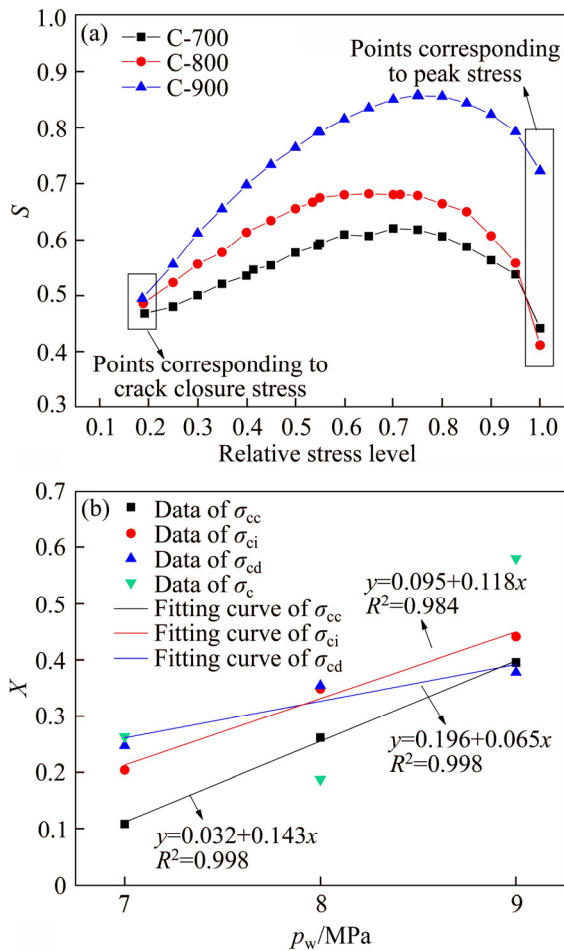 (a)
C-700
C-800
C-900
Points corresponding
to peak stress
0.9
0.8
0.7
0.6
0.5
0.4
0.3
S
Points corresponding to
crack closure stress
0.1 0.2 0.3 0.4 0.5 0.6 0.7 0.8 0.9 1.0
Relative stress level
(b)
Data of σcc
Data of σci
Data of σcd
Data of σc
Fitting curve of σcc
Fitting curve of σci
Fitting curve of σcd
0.7
0.6
0.5
0.4
0.3
0.2
0.1
0
X
y=0.095+0.118x
R²=0.984
y=0.196+0.065x
R²=0.998
y=0.032+0.143x
R²=0.998
7 8 9
pw/MPa